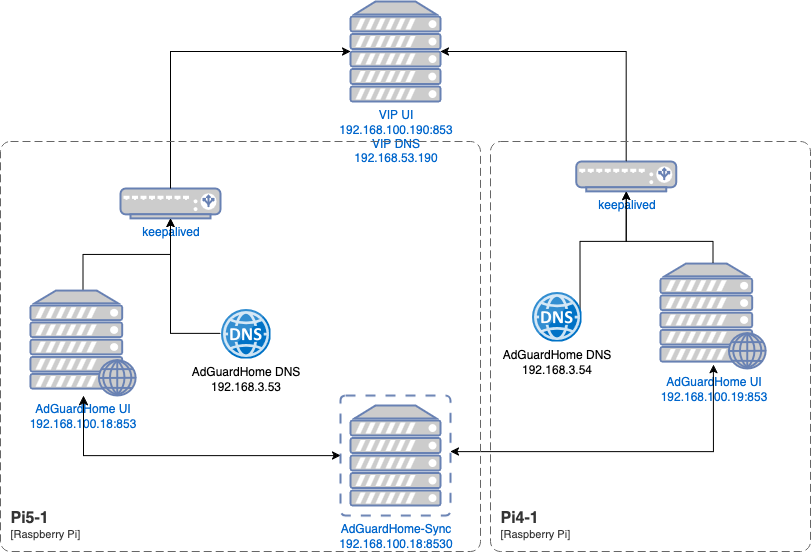 VIP UI
192.168.100.190:853
VIP DNS
192.168.53.190
keepalived
keepalived
DNS
AdGuardHome DNS
192.168.3.53
DNS
AdGuardHome DNS
192.168.3.54
AdGuardHome UI
192.168.100.18:853
AdGuardHome UI
192.168.100.19:853
AdGuardHome-Sync
192.168.100.18:8530
Pi5-1
[Raspberry Pi]
Pi4-1
[Raspberry Pi]